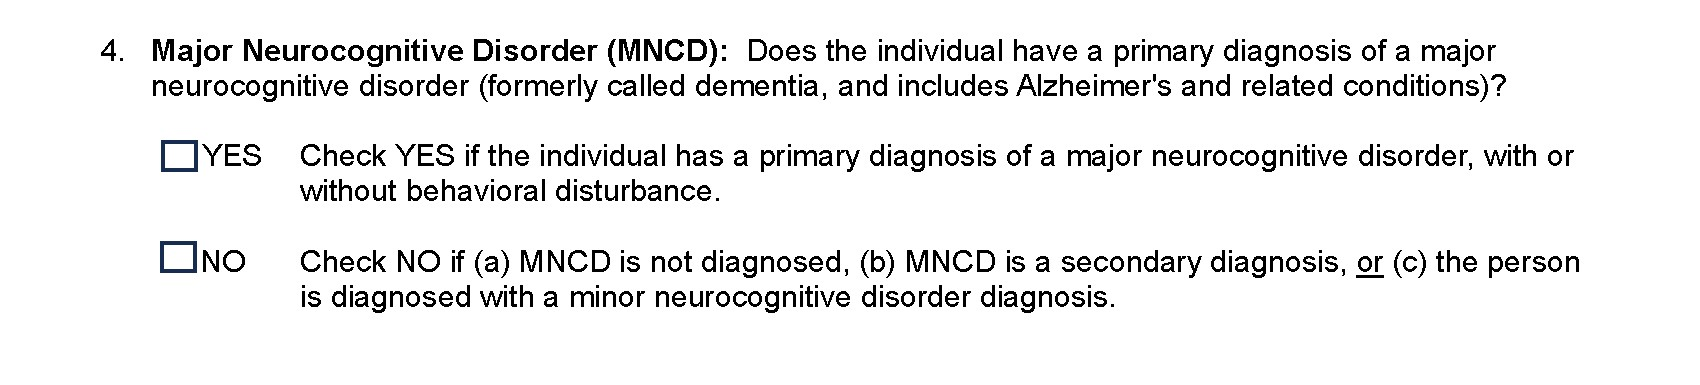 4. Major Neurocognitive Disorder (MNCD): Does the individual have a primary diagnosis of a major
neurocognitive disorder (formerly called dementia, and includes Alzheimer's and related conditions)?
YES Check YES if the individual has a primary diagnosis of a major neurocognitive disorder, with or
without behavioral disturbance.
NO Check NO if (a) MNCD is not diagnosed, (b) MNCD is a secondary diagnosis, or (c) the person
is diagnosed with a minor neurocognitive disorder diagnosis.